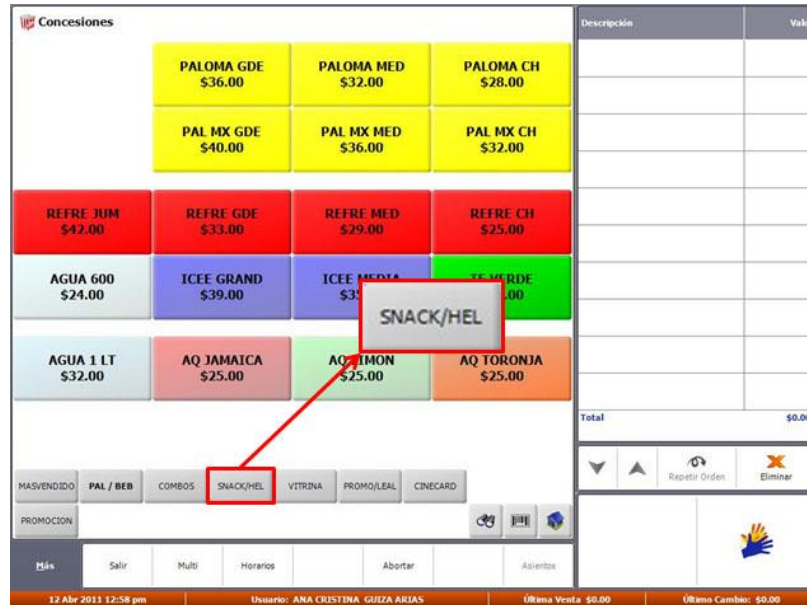 Concesiones
Descripción
PALOMA GDE
$36.00
PALOMA MED
$32.00
PALOMA CH
$28.00
PAL MX GDE
$40.00
PAL MX MED
$36.00
PAL MX CH
$32.00
REFRE JUM
$42.00
REFRE GDE
$33.00
REFRE MED
$29.00
REFRE CH
$25.00
AGUA 600
$24.00
ICEE GRAND
$39.00
ICEE
TE VERDE
SNACK/HEL
AGUA 1 LT
$32.00
AQ JAMAICA
$25.00
AQ LIMON
$25.00
AQ TORONJA
$25.00
Total
MASVENDIDO
PAL / BEB
COMBOS
SNACK/HEL
VITRINA
PROMO/LEAL
CINECARD
Repetir Orden
Eliminar
PROMOCION
Más
Salir
Multi
Horarios
Abortar
Asientos
12 Abr 2011 12:58 pm
Usuario: ANA CRISTINA GUIZA ARIAS
Última Venta $0.00
Último Cambio: $0.00